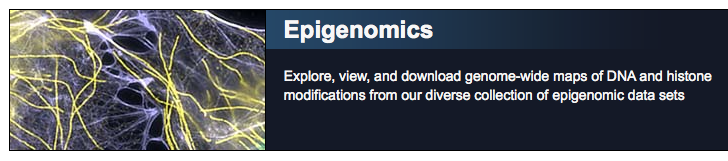 Epigenomics
Explore, view, and download genome-wide maps of DNA and histone
modifications from our diverse collection of epigenomic data sets